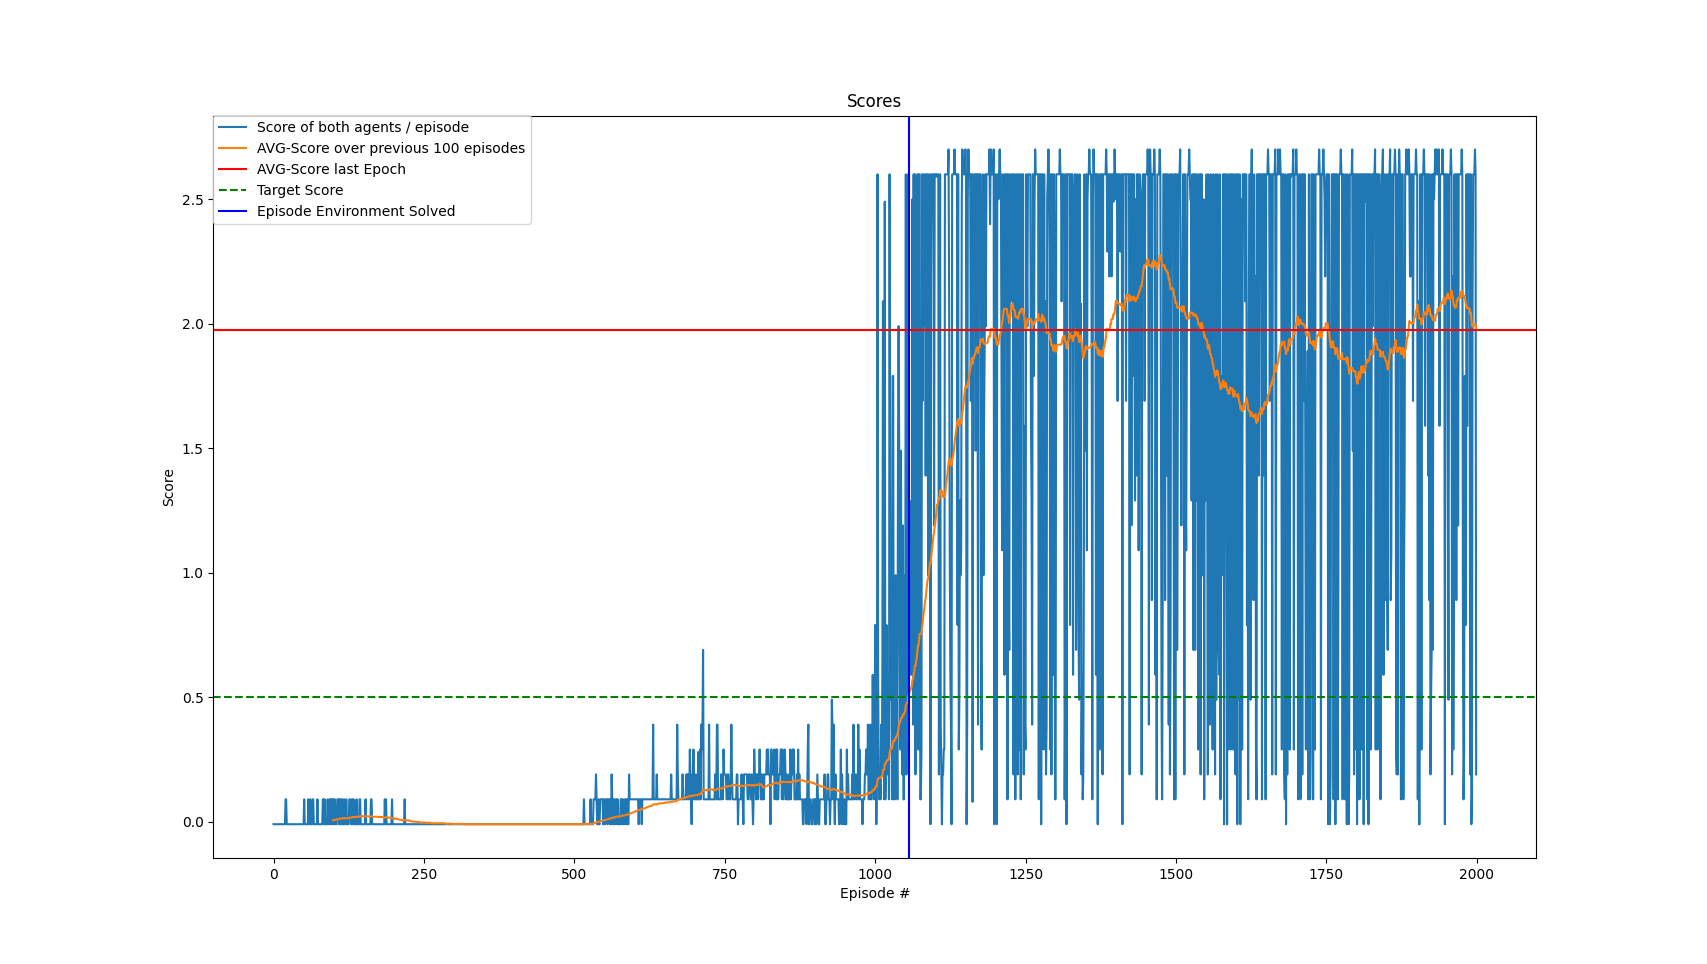 Scores
Score of both agents / episode
AVG-Score over previous 100 episodes
AVG-Score last Epoch
Target Score
Episode Environment Solved
2.5
2.0
1.5
1.0
0.5
0.0
Score
0 250 500 750 1000 1250 1500 1750 2000
Episode #